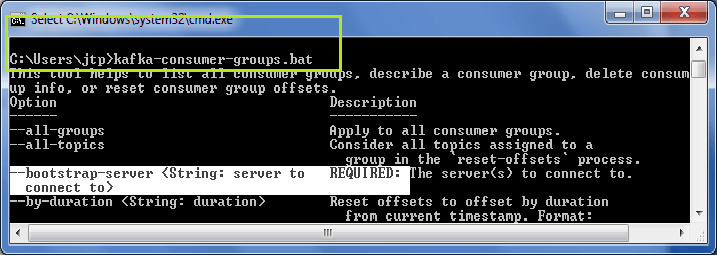 Select C:\Windows\system32\cmd.exe
C:\Users\jtp>kafka-consumer-groups.bat
This tool helps to list all consumer groups, describe a consumer group, delete consum
up info, or reset consumer group offsets.
Option Description
------ -----------
--all-groups Apply to all consumer groups.
--all-topics Consider all topics assigned to a
group in the `reset-offsets` process.
--bootstrap-server <String: server to REQUIRED: The server(s) to connect to.
connect to>
--by-duration <String: duration> Reset offsets to offset by duration
from current timestamp. Format: